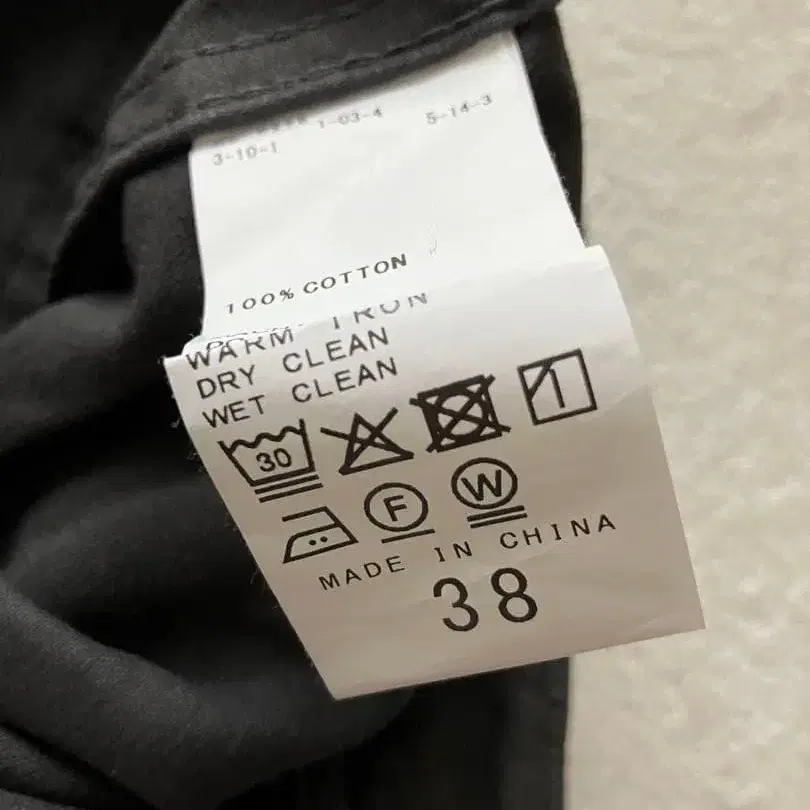 1-03-4 5-14-3
3-10-1
100% COTTON
WARM IRON
DRY CLEAN
WET CLEAN
30
F W
MADE IN CHINA
38